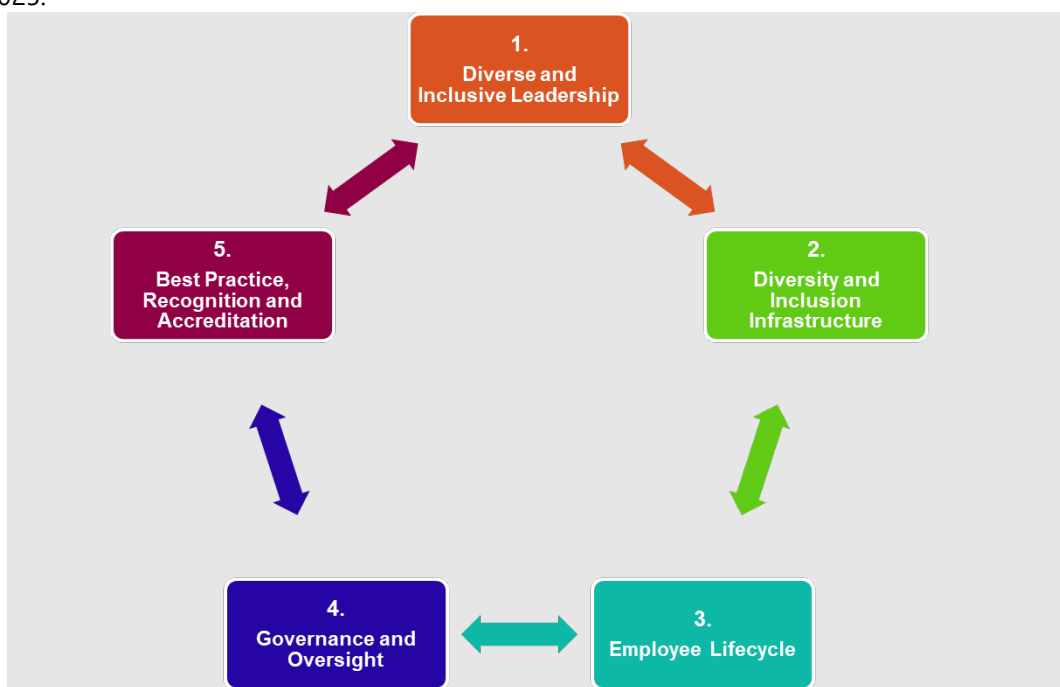 2023.
1.
Diverse and
Inclusive Leadership
2.
Diversity and
Inclusion
Infrastructure
3.
Employee Lifecycle
4.
Governance and
Oversight
5.
Best Practice,
Recognition and
Accreditation